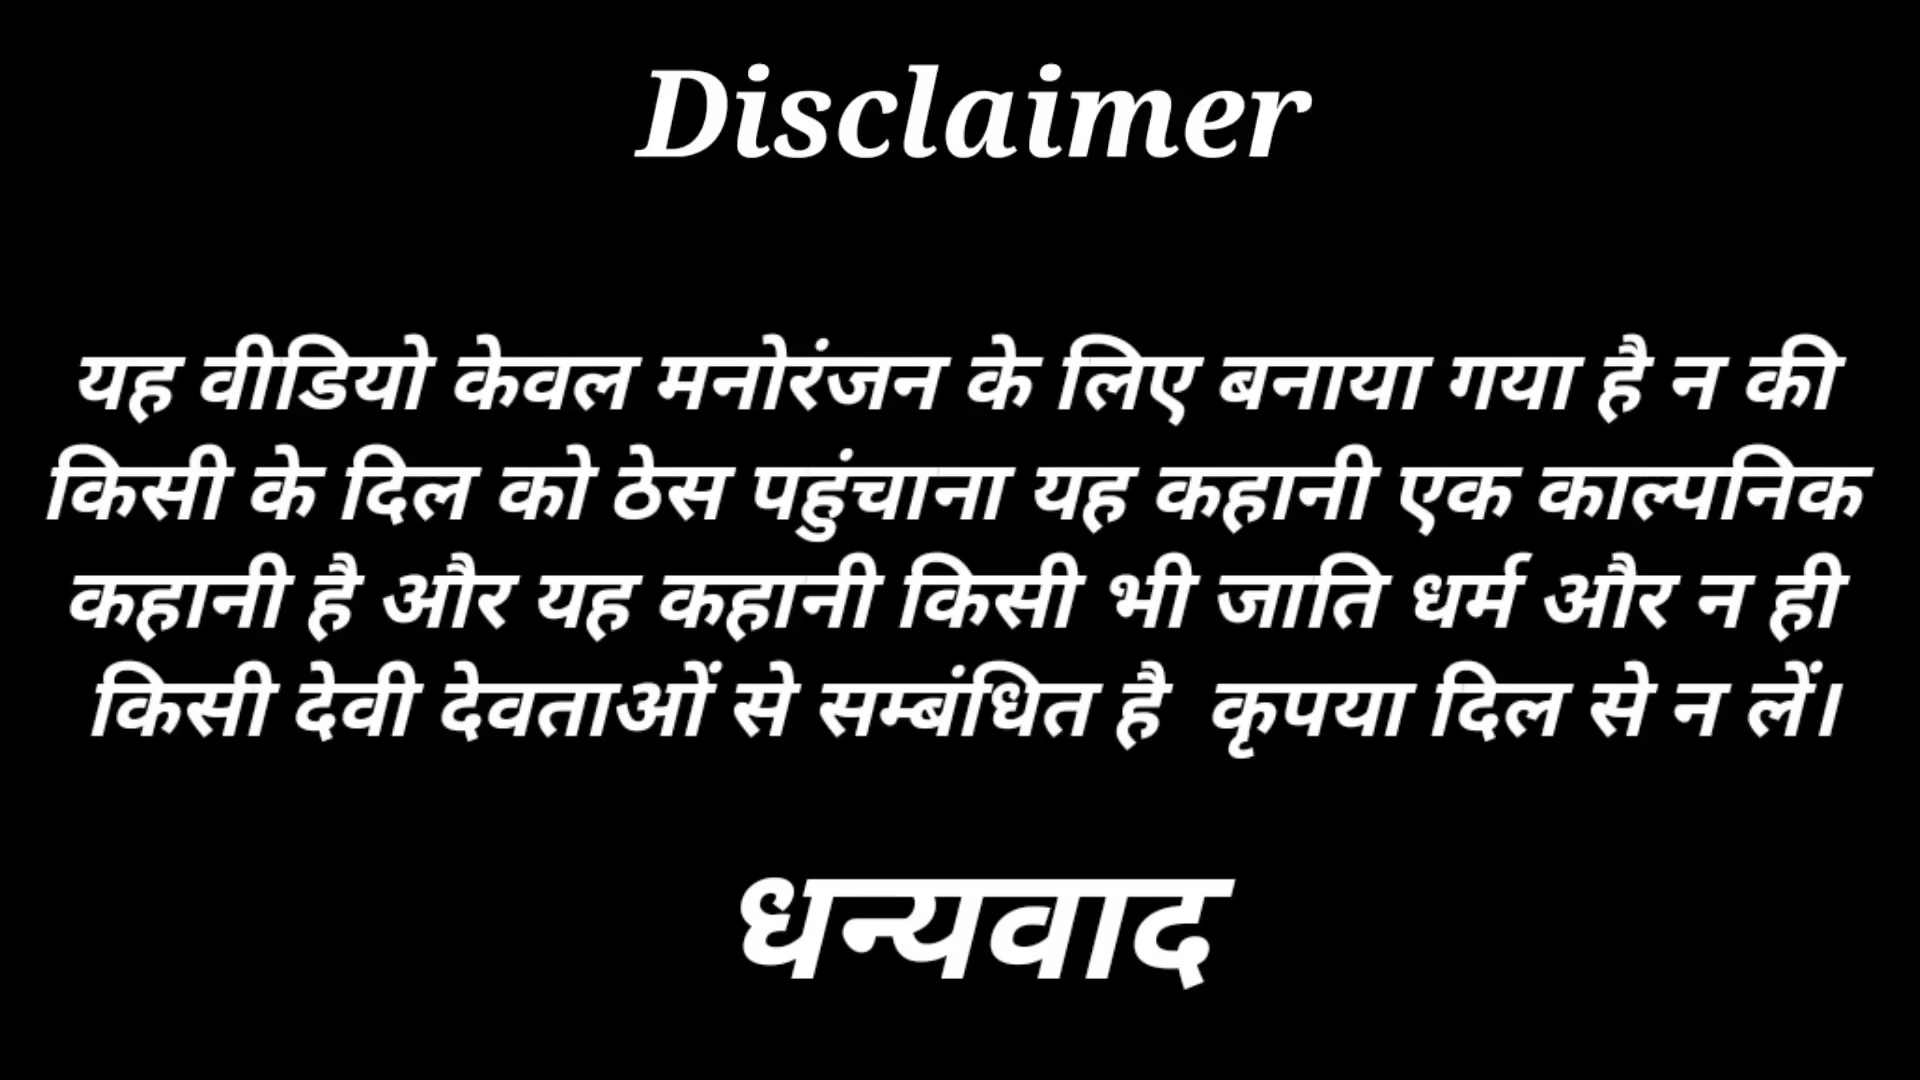 Disclaimer
यह वीडियो केवल मनोरंजन के लिए बनाया गया है न की
किसी के दिल को ठेस पहुंचाना यह कहानी एक काल्पनिक
कहानी है और यह कहानी किसी भी जाति धर्म और न ही
किसी देवी देवताओं से सम्बंधित है कृपया दिल से न लें।
धन्यवाद